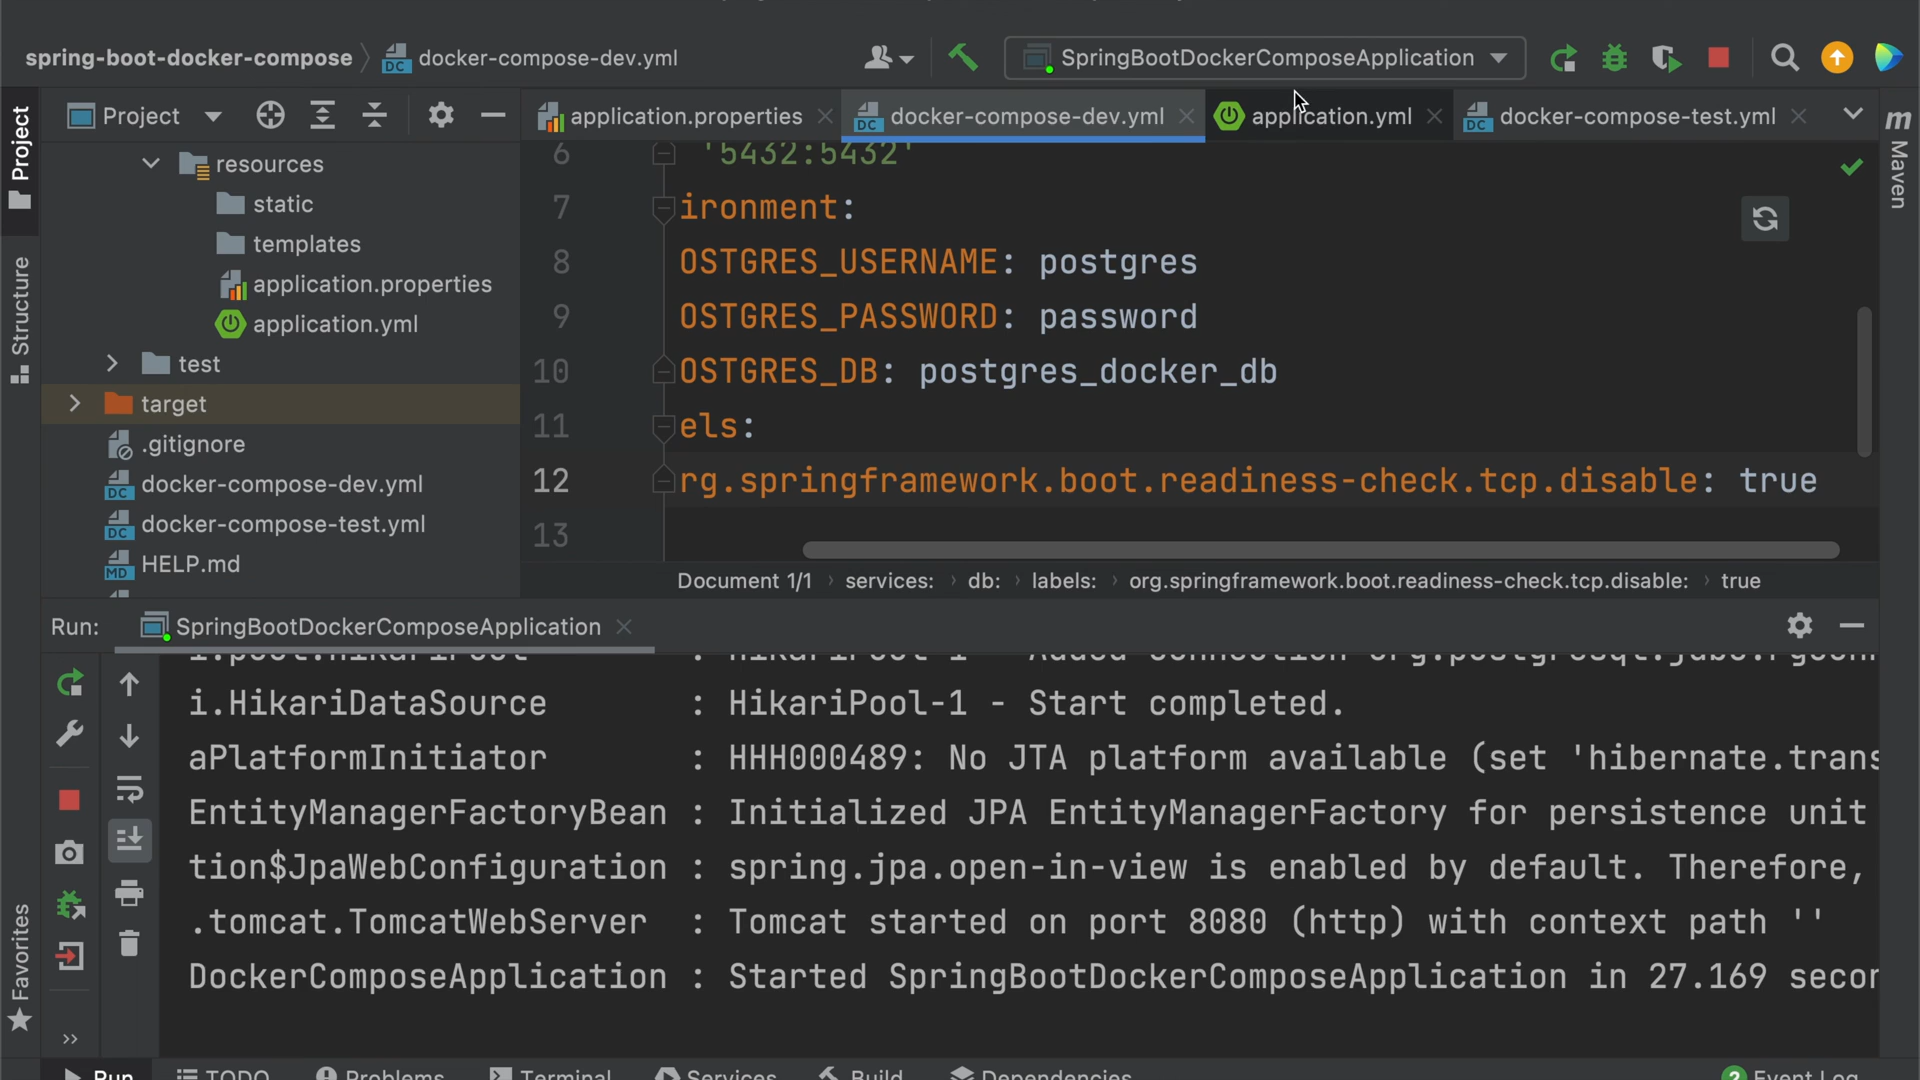 spring-boot-docker-compose docker-compose-dev.yml SpringBootDockerComposeApplication
Project
application.properties docker-compose-dev.yml application.yml docker-compose-test.yml
Project
Structure
Favorites
Maven
resources
static
templates
application.properties
application.yml
test
target
.gitignore
docker-compose-dev.yml
docker-compose-test.yml
HELP.md
6 '5432:5432'
7 ironment:
8 OSTGRES_USERNAME: postgres
9 OSTGRES_PASSWORD: password
10 OSTGRES_DB: postgres_docker_db
11 els:
12 rg.springframework.boot.readiness-check.tcp.disable: true
13
Document 1/1 › services: › db: › labels: › org.springframework.boot.readiness-check.tcp.disable: › true
Run: SpringBootDockerComposeApplication
i.HikariDataSource : HikariPool-1 - Start completed.
aPlatformInitiator : HHH000489: No JTA platform available (set 'hibernate.trans
EntityManagerFactoryBean : Initialized JPA EntityManagerFactory for persistence unit
tion$JpaWebConfiguration : spring.jpa.open-in-view is enabled by default. Therefore,
.tomcat.TomcatWebServer : Tomcat started on port 8080 (http) with context path ''
DockerComposeApplication : Started SpringBootDockerComposeApplication in 27.169 secon
Run TODO Problems Terminal Services Build Dependencies 2 Event Log